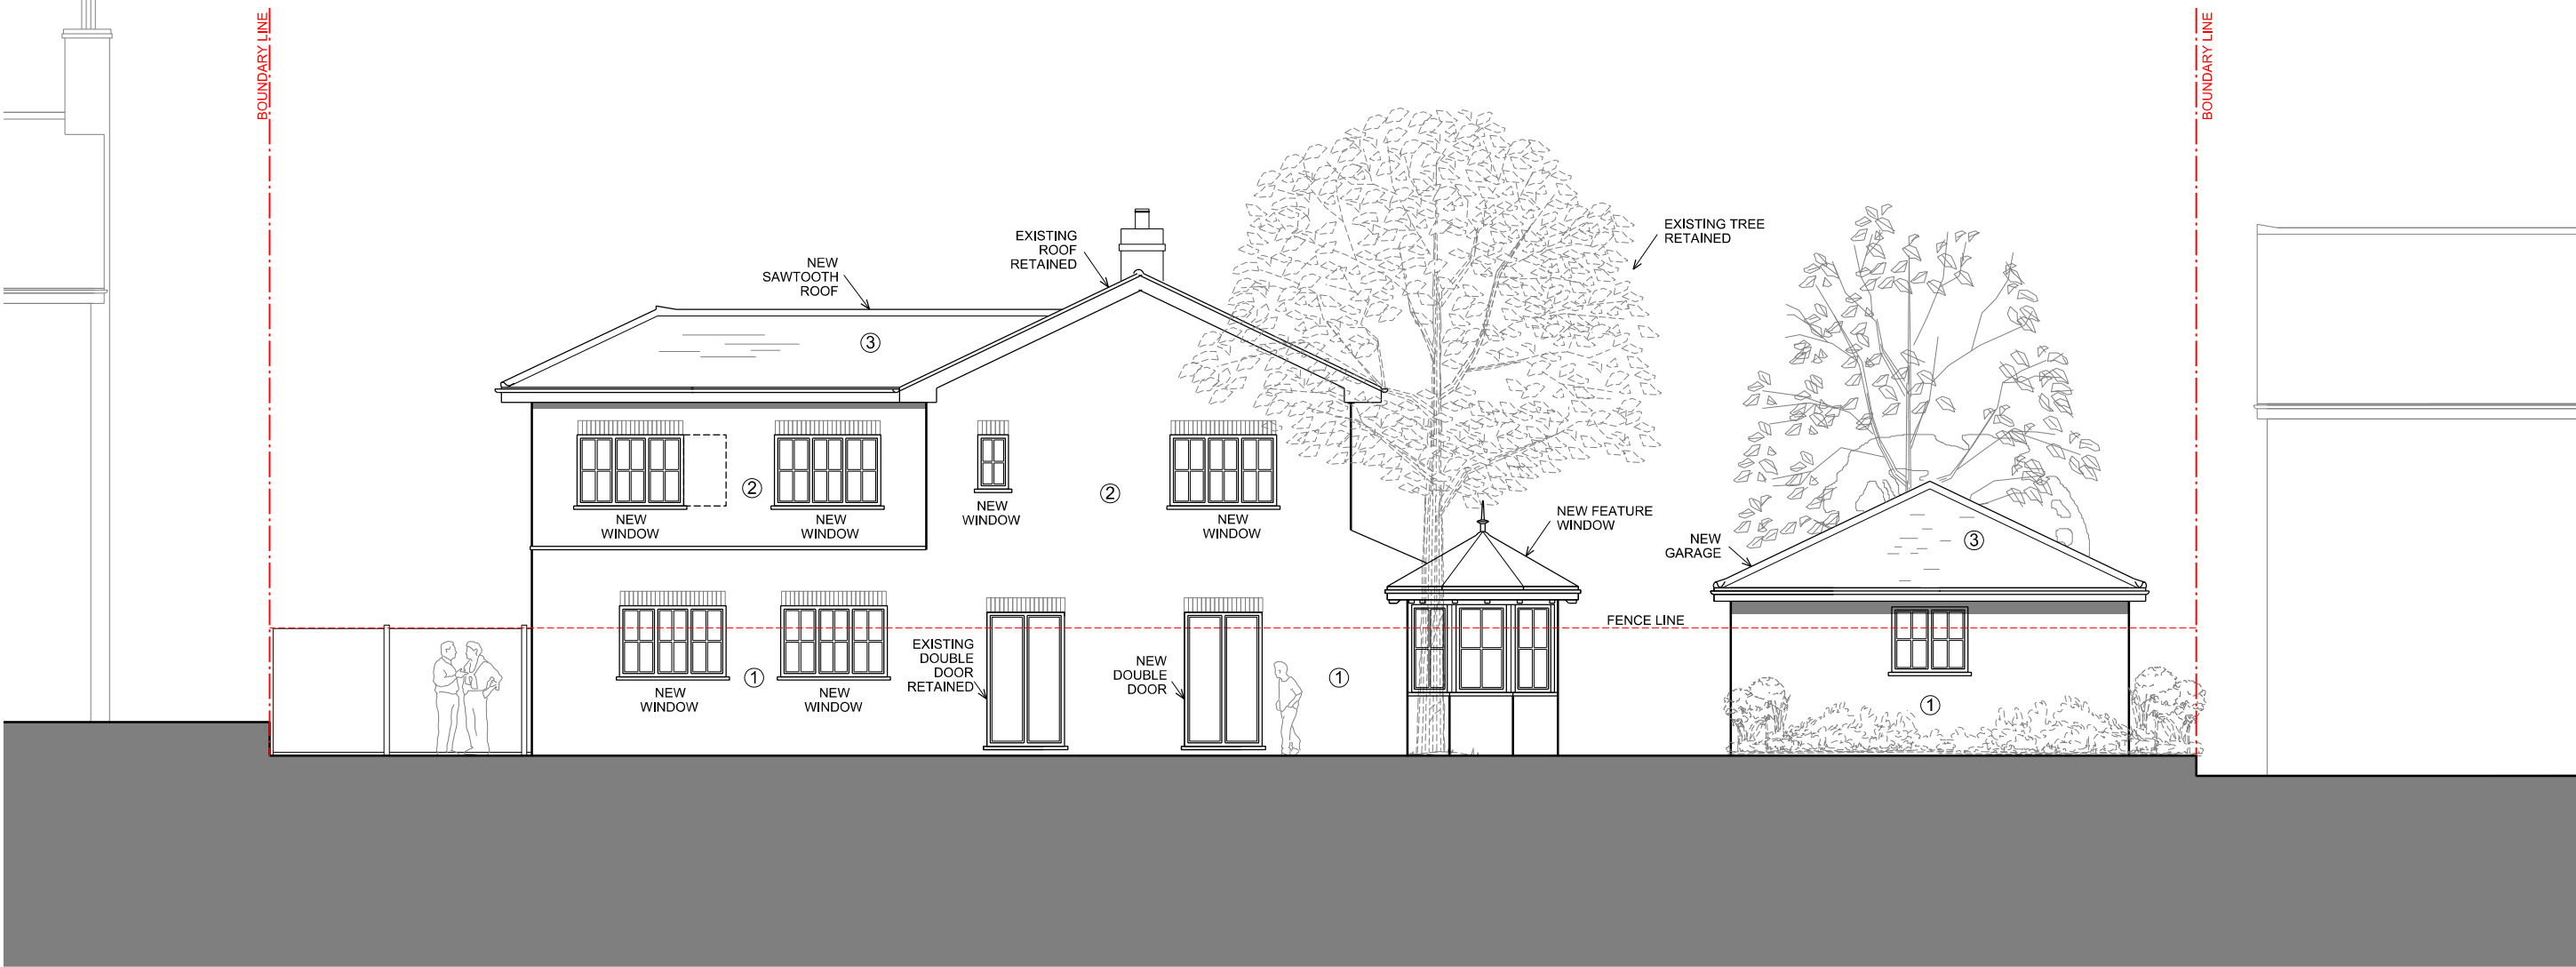 BOUNDARY LINE
BOUNDARY LINE
EXISTING TREE
RETAINED
EXISTING
ROOF
RETAINED
NEW
SAWTOOTH
ROOF
3
2
2
NEW
WINDOW
NEW
WINDOW
NEW
WINDOW
NEW
WINDOW
NEW FEATURE
WINDOW
NEW
GARAGE
3
FENCE LINE
EXISTING
DOUBLE
DOOR
RETAINED
NEW
DOUBLE
DOOR
1
1
1
NEW
WINDOW
NEW
WINDOW